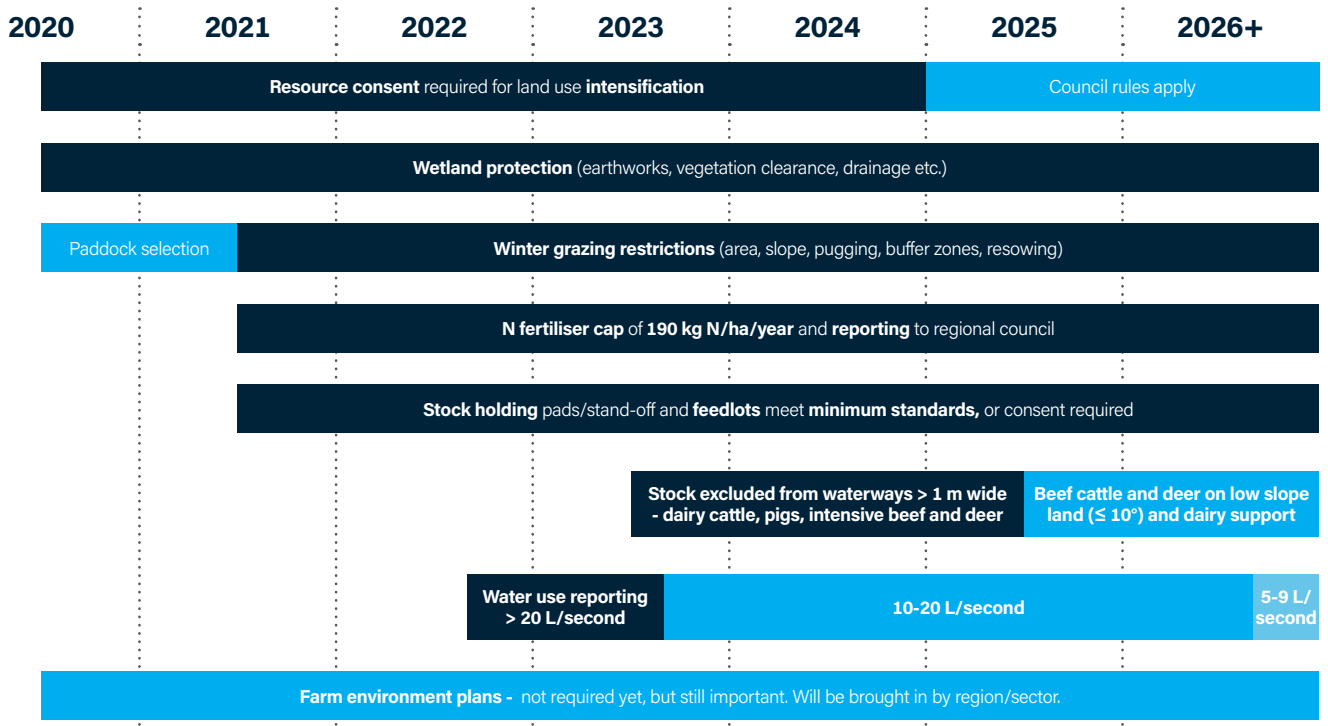 2020 2021 2022 2023 2024 2025 2026+
Resource consent required for land use intensification
Council rules apply
Wetland protection (earthworks, vegetation clearance, drainage etc.)
Paddock selection
Winter grazing restrictions (area, slope, pugging, buffer zones, resowing)
N fertiliser cap of 190 kg N/ha/year and reporting to regional council
Stock holding pads/stand-off and feedlots meet minimum standards, or consent required
Stock excluded from waterways > 1 m wide
- dairy cattle, pigs, intensive beef and deer
Beef cattle and deer on low slope
land (≤ 10°) and dairy support
Water use reporting
> 20 L/second
10-20 L/second
5-9 L/
second
Farm environment plans - not required yet, but still important. Will be brought in by region/sector.